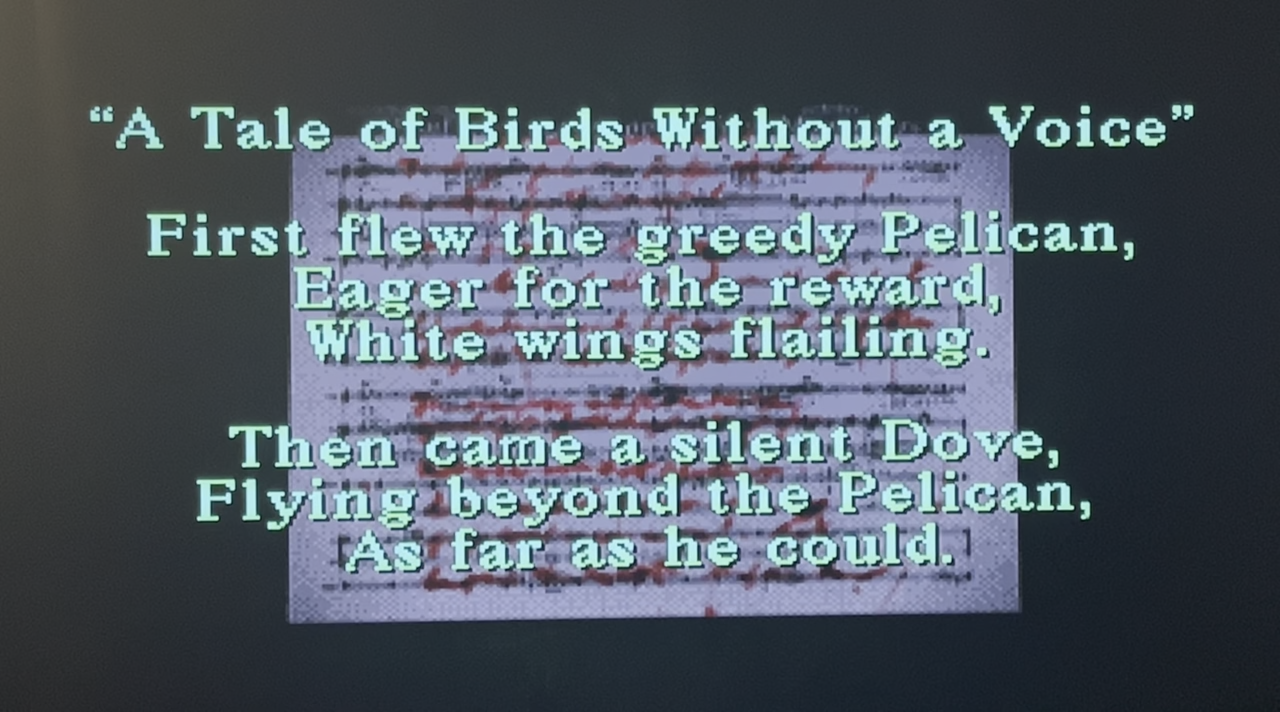 “A Tale of Birds Without a Voice”
First flew the greedy Pelican,
Eager for the reward,
White wings flailing.
Then came a silent Dove,
Flying beyond the Pelican,
As far as he could.